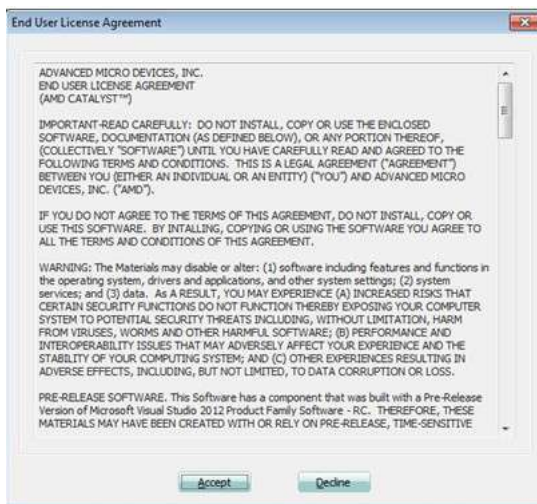 End User License Agreement
ADVANCED MICRO DEVICES, INC.
END USER LICENSE AGREEMENT
(AMD CATALYST™)
IMPORTANT-READ CAREFULLY: DO NOT INSTALL, COPY OR USE THE ENCLOSED
SOFTWARE, DOCUMENTATION (AS DEFINED BELOW), OR ANY PORTION THEREOF,
(COLLECTIVELY "SOFTWARE") UNTIL YOU HAVE CAREFULLY READ AND AGREED TO THE
FOLLOWING TERMS AND CONDITIONS. THIS IS A LEGAL AGREEMENT ("AGREEMENT")
BETWEEN YOU (EITHER AN INDIVIDUAL OR AN ENTITY) ("YOU") AND ADVANCED MICRO
DEVICES, INC. ("AMD").
IF YOU DO NOT AGREE TO THE TERMS OF THIS AGREEMENT, DO NOT INSTALL, COPY OR
USE THIS SOFTWARE. BY INTALLING, COPYING OR USING THE SOFTWARE YOU AGREE TO
ALL THE TERMS AND CONDITIONS OF THIS AGREEMENT.
WARNING: The Materials may disable or alter: (1) software including features and functions in
the operating system, drivers and applications, and other system settings; (2) system
services; and (3) data. As A RESULT, YOU MAY EXPERIENCE (A) INCREASED RISKS THAT
CERTAIN SECURITY FUNCTIONS DO NOT FUNCTION THEREBY EXPOSING YOUR COMPUTER
SYSTEM TO POTENTIAL SECURITY THREATS INCLUDING, WITHOUT LIMITATION, HARM
FROM VIRUSES, WORMS AND OTHER HARMFUL SOFTWARE; (B) PERFORMANCE AND
INTEROPERABILITY ISSUES THAT MAY ADVERSELY AFFECT YOUR EXPERIENCE AND THE
STABILITY OF YOUR COMPUTING SYSTEM; AND (C) OTHER EXPERIENCES RESULTING IN
ADVERSE EFFECTS, INCLUDING, BUT NOT LIMITED, TO DATA CORRUPTION OR LOSS.
PRE-RELEASE SOFTWARE. This Software has a component that was built with a Pre-Release
Version of Microsoft Visual Studio 2012 Product Family Software - RC. THEREFORE, THESE
MATERIALS MAY HAVE BEEN CREATED WITH OR RELY ON PRE-RELEASE, TIME-SENSITIVE
Accept Decline